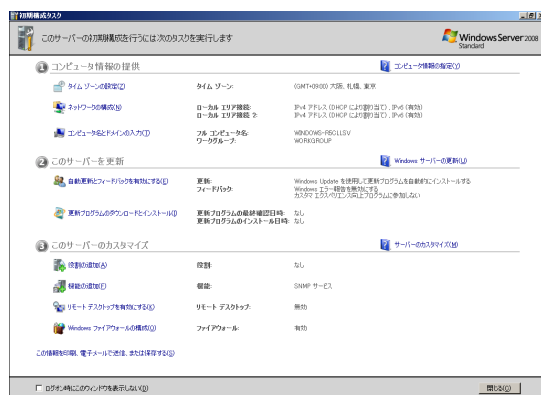 初期構成タスク
このサーバーの初期構成を行うには次のタスクを実行します
Windows Server 2008
Standard
1 コンピュータ情報の提供
コンピュータ情報の指定(Y)
タイム ゾーンの設定(Z)
タイム ゾーン:
(GMT+09:00) 大阪、札幌、東京
ネットワークの構成(N)
ローカル エリア接続: IPv4 アドレス (DHCP により割り当て)、IPv6 (有効)
ローカル エリア接続 2: IPv4 アドレス (DHCP により割り当て)、IPv6 (有効)
コンピュータ名とドメインの入力(T)
フル コンピュータ名:
ワークグループ: WORKGROUP
2 このサーバーを更新
Windows サーバーの更新(U)
自動更新とフィードバックを有効にする(E)
更新: Windows Update を使用して更新プログラムを自動的にインストールする
フィードバック: Windows エラー報告を無効にする
カスタマ エクスペリエンス向上プログラムに参加しない
更新プログラムのダウンロードとインストール(I)
更新プログラムの最終確認日時: なし
更新プログラムのインストール日時: なし
3 このサーバーのカスタマイズ
サーバーのカスタマイズ(M)
役割の追加(A)
役割: なし
機能の追加(F)
機能: SNMP サービス
リモート デスクトップを有効にする(K)
リモート デスクトップ: 無効
Windows ファイアウォールの構成(O)
ファイアウォール: 有効
この情報を印刷、電子メールで送信、または保存する(S)
ログオン時にこのウィンドウを表示しない(D)
閉じる(C)